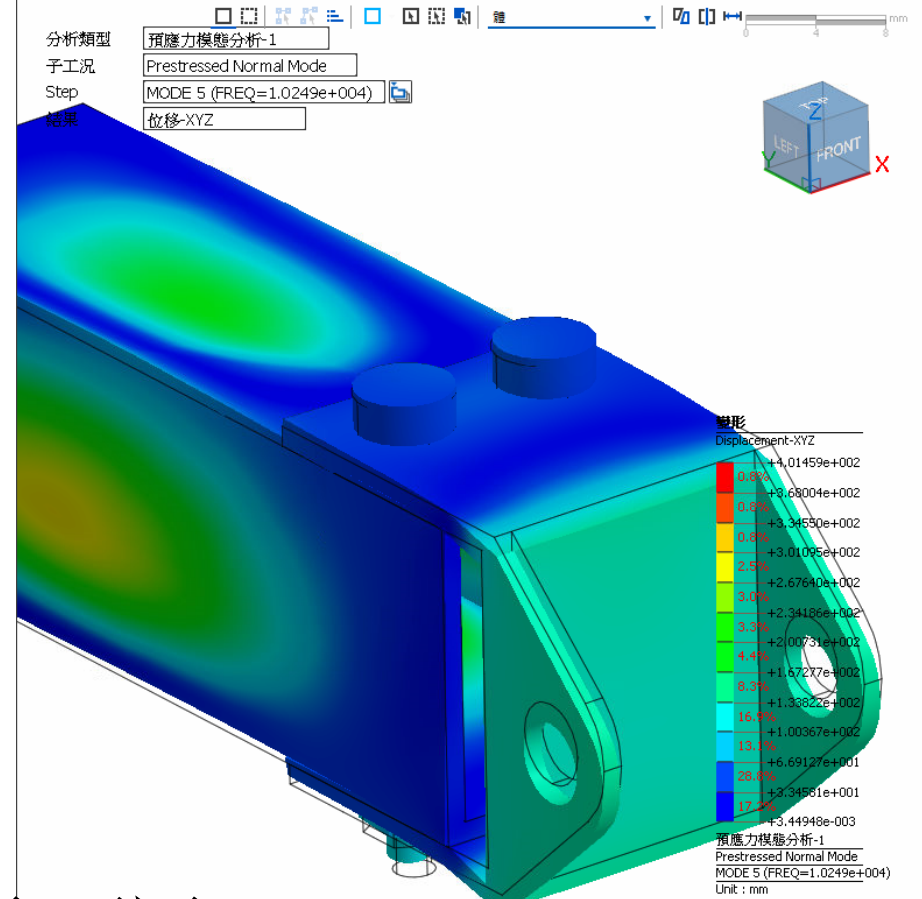 體
mm
0 4 8
分析類型 預應力模態分析-1
子工況 Prestressed Normal Mode
Step MODE 5 (FREQ=1.0249e+004)
結果 位移-XYZ
TOP
Z
LEFT FRONT
Y X
變形
Displacement-XYZ
+4.01459e+002
0.8%
+3.68004e+002
0.8%
+3.34550e+002
0.8%
+3.01095e+002
2.5%
+2.67640e+002
3.0%
+2.34186e+002
3.3%
+2.00731e+002
4.4%
+1.67277e+002
8.3%
+1.33822e+002
16.9%
+1.00367e+002
13.1%
+6.69127e+001
28.8%
+3.34581e+001
17.2%
+3.44948e-003
預應力模態分析-1
Prestressed Normal Mode
MODE 5 (FREQ=1.0249e+004)
Unit : mm